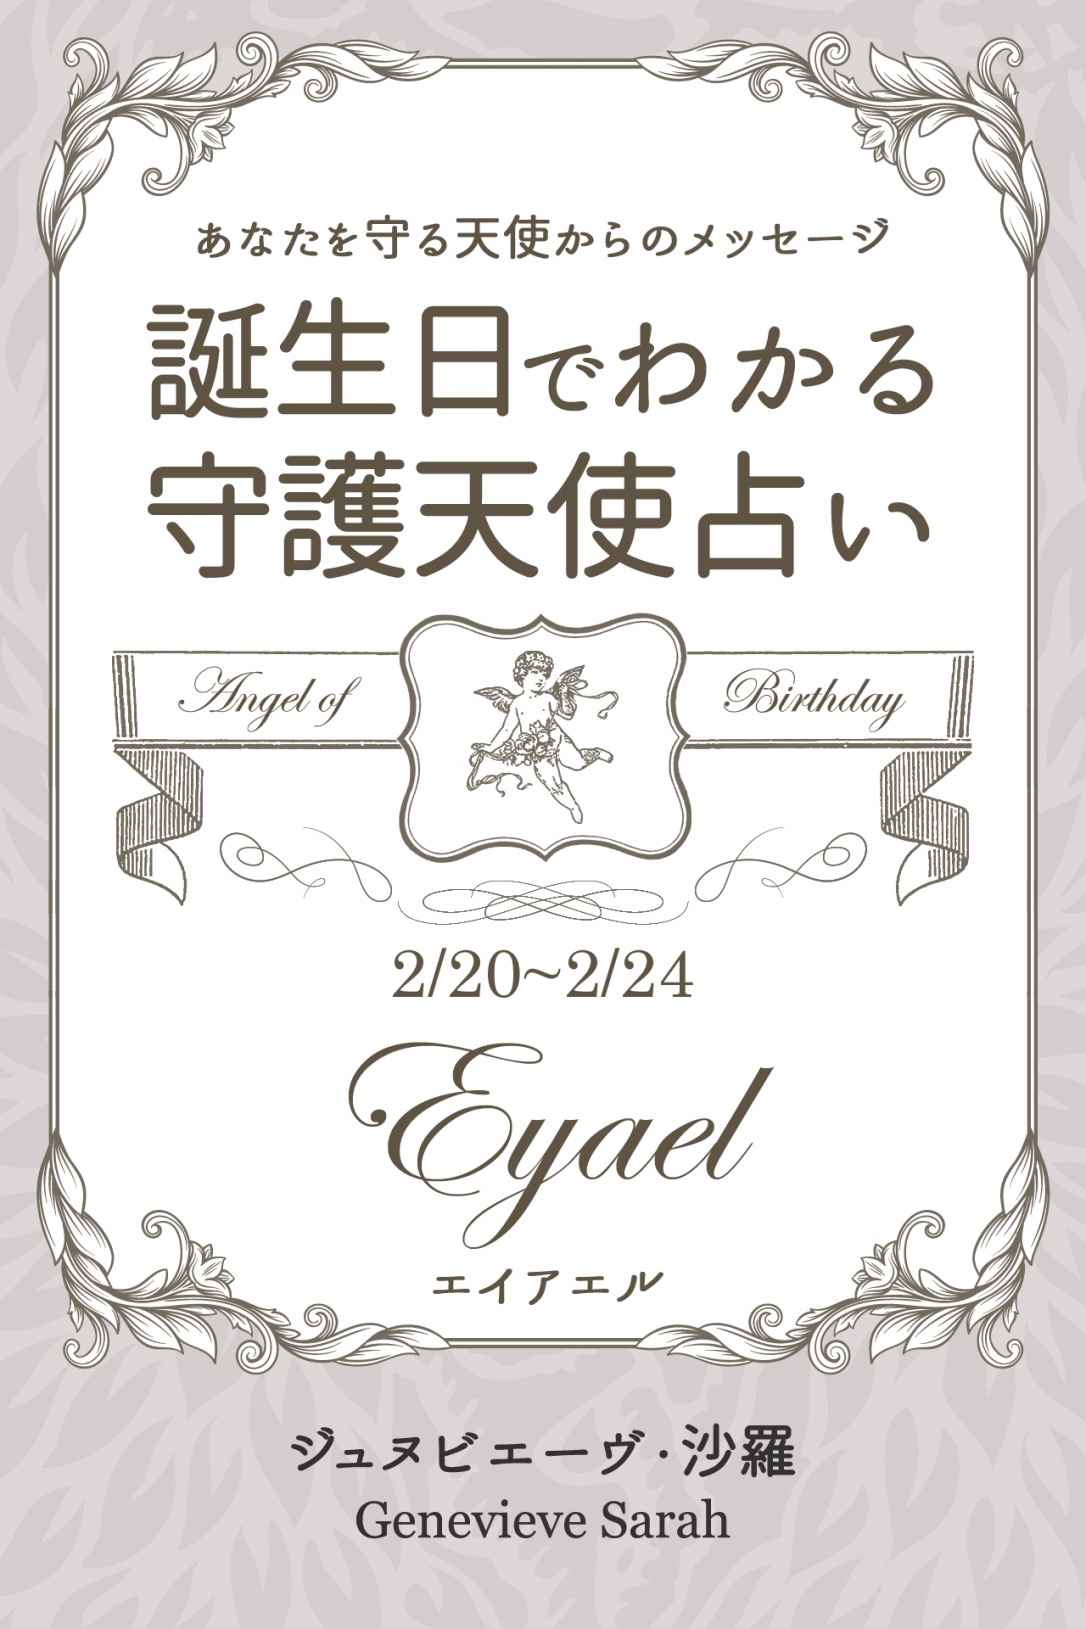 あなたを守る天使からのメッセージ
誕生日でわかる
守護天使占い
Angel of Birthday
2/20~2/24
Eyael
エイアエル
ジュヌビエーヴ・沙羅
Genevieve Sarah